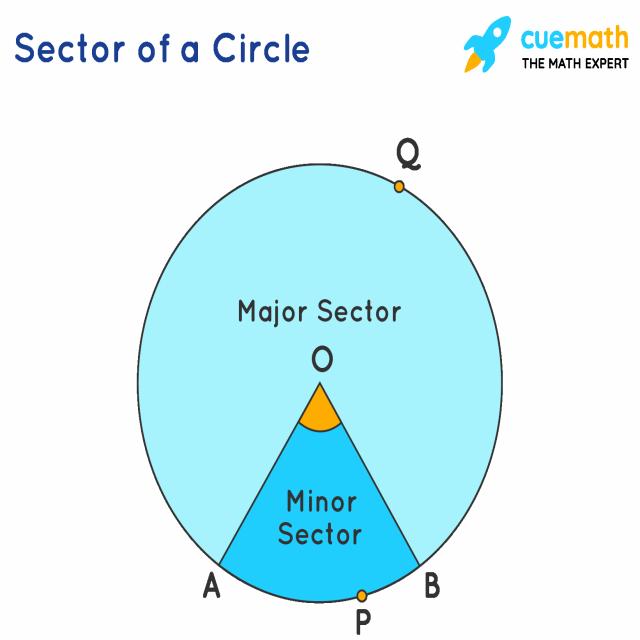 Sector of a Circle
cuemath
THE MATH EXPERT
Q
Major Sector
O
Minor
Sector
A
B
P